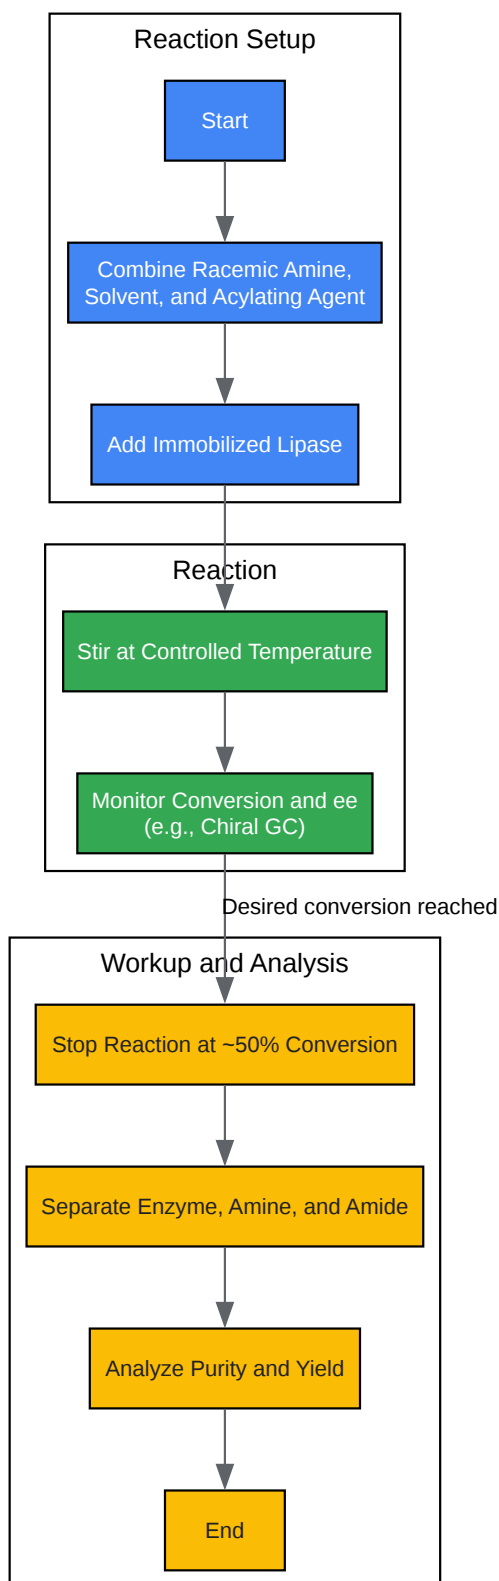 Reaction Setup
Start
Combine Racemic Amine,
Solvent, and Acylating Agent
Add Immobilized Lipase
Reaction
Stir at Controlled Temperature
Monitor Conversion and ee
(e.g., Chiral GC)
Desired conversion reached
Workup and Analysis
Stop Reaction at ~50% Conversion
Separate Enzyme, Amine, and Amide
Analyze Purity and Yield
End